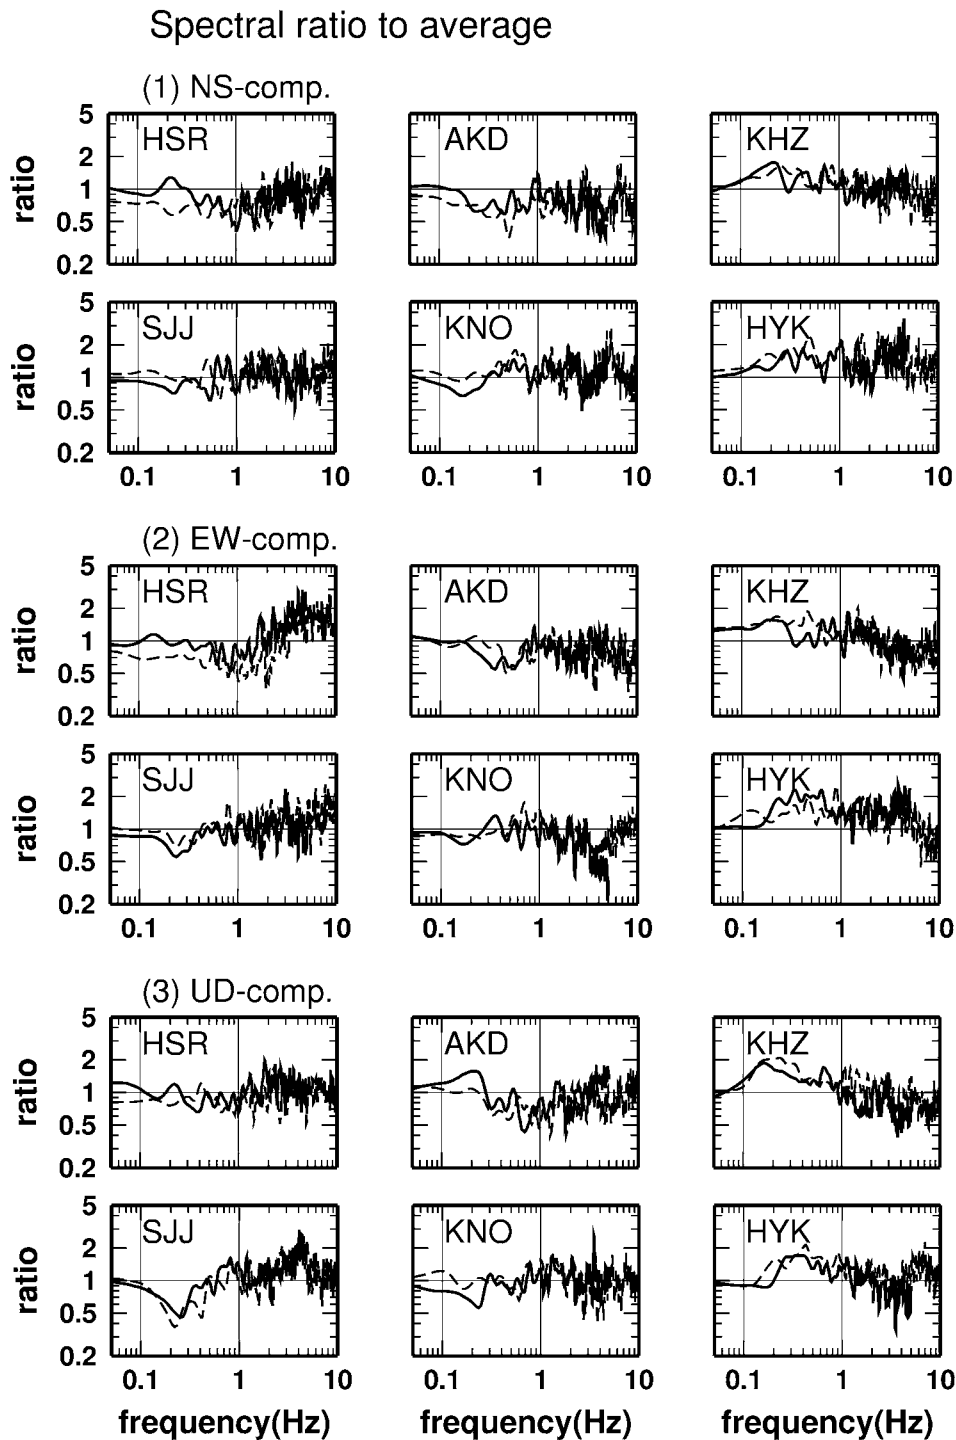 Spectral ratio to average
(1) NS-comp.
5 HSR AKD KHZ
2
ratio 1
0.5
0.2
5 SJJ KNO HYK
2
ratio 1
0.5
0.2
0.1 1 10 0.1 1 10 0.1 1 10
(2) EW-comp.
5 HSR AKD KHZ
2
ratio 1
0.5
0.2
5 SJJ KNO HYK
2
ratio 1
0.5
0.2
0.1 1 10 0.1 1 10 0.1 1 10
(3) UD-comp.
5 HSR AKD KHZ
2
ratio 1
0.5
0.2
5 SJJ KNO HYK
2
ratio 1
0.5
0.2
0.1 1 10 0.1 1 10 0.1 1 10
frequency(Hz) frequency(Hz) frequency(Hz)